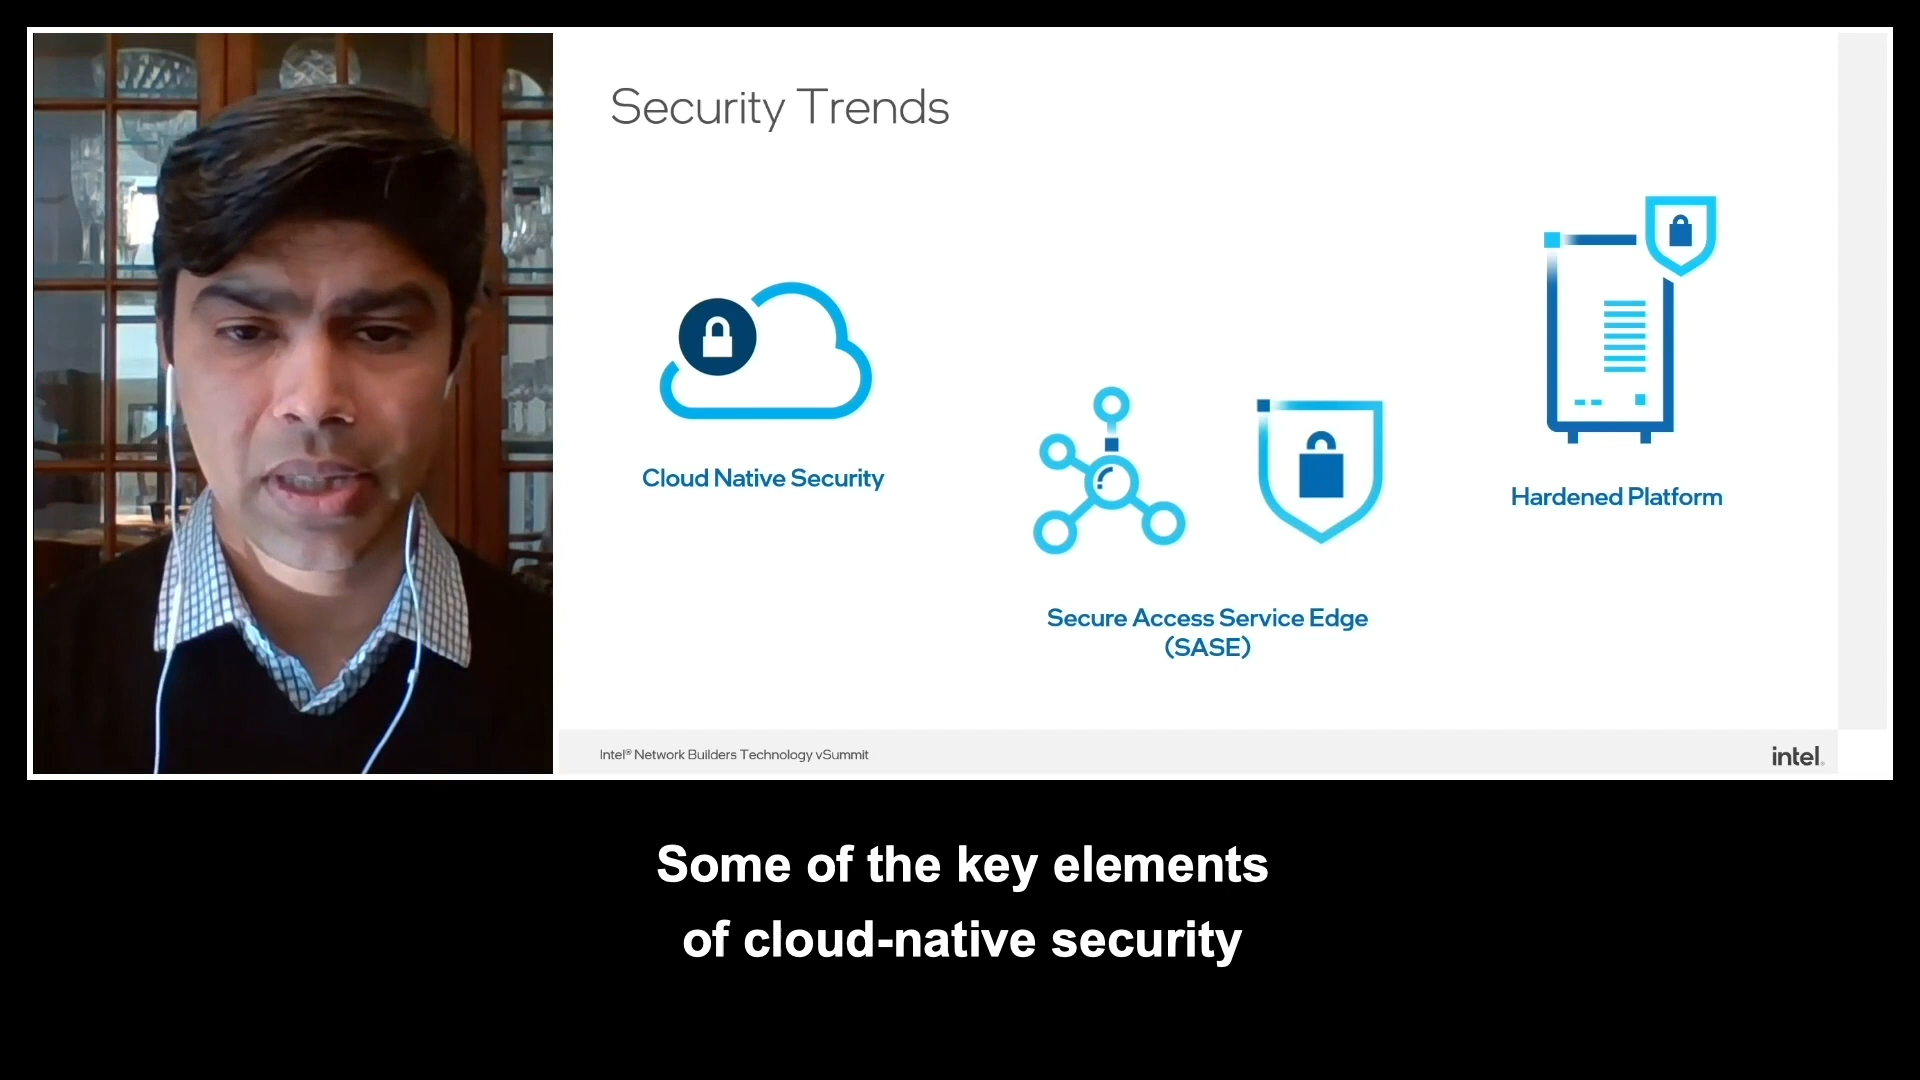 Security Trends
Cloud Native Security
Secure Access Service Edge
(SASE)
Hardened Platform
Intel® Network Builders Technology vSummit
intel.
Some of the key elements
of cloud-native security